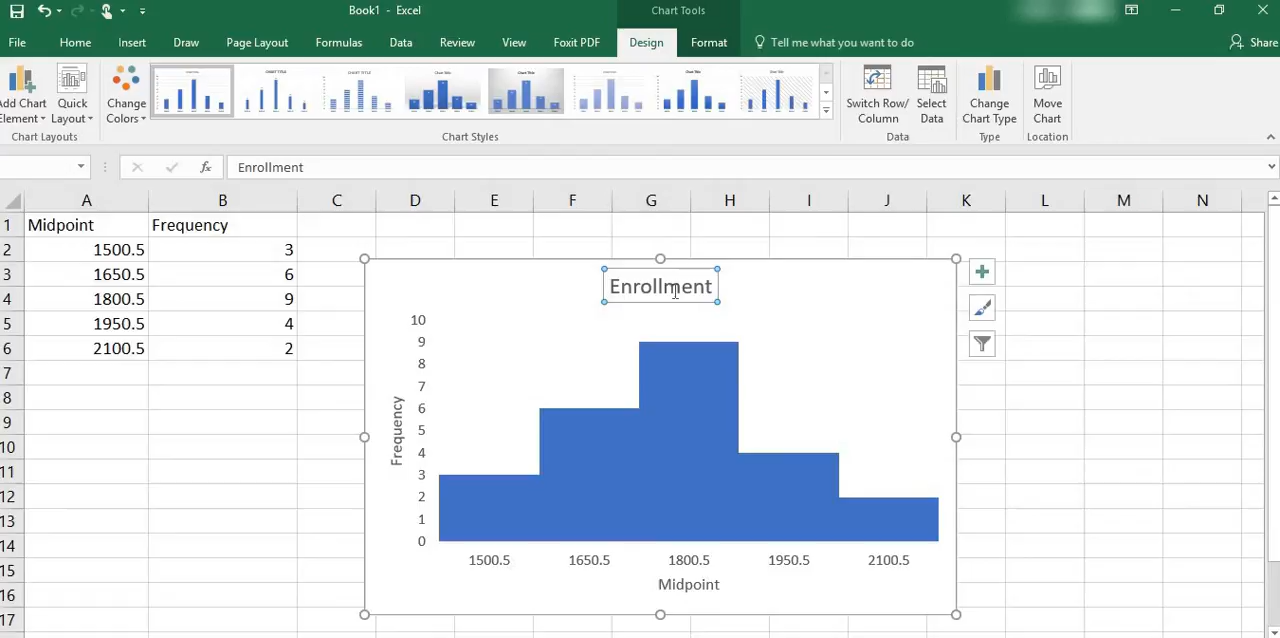 Book1 - Excel
Chart Tools
File Home Insert Draw Page Layout Formulas Data Review View Foxit PDF Design Format Tell me what you want to do Share
Add Chart Element
Quick Layout
Change Colors
Switch Row/ Column
Select Data
Change Chart Type
Move Chart
Chart Layouts
Chart Styles
Data
Type
Location
fx Enrollment
A B C D E F G H I J K L M N
1 Midpoint Frequency
2 1500.5 3
3 1650.5 6
4 1800.5 9
5 1950.5 4
6 2100.5 2
7
8
9
10
11
12
13
14
15
16
17
Enrollment
10
9
8
7
6
5
4
3
2
1
0
Frequency
1500.5 1650.5 1800.5 1950.5 2100.5
Midpoint